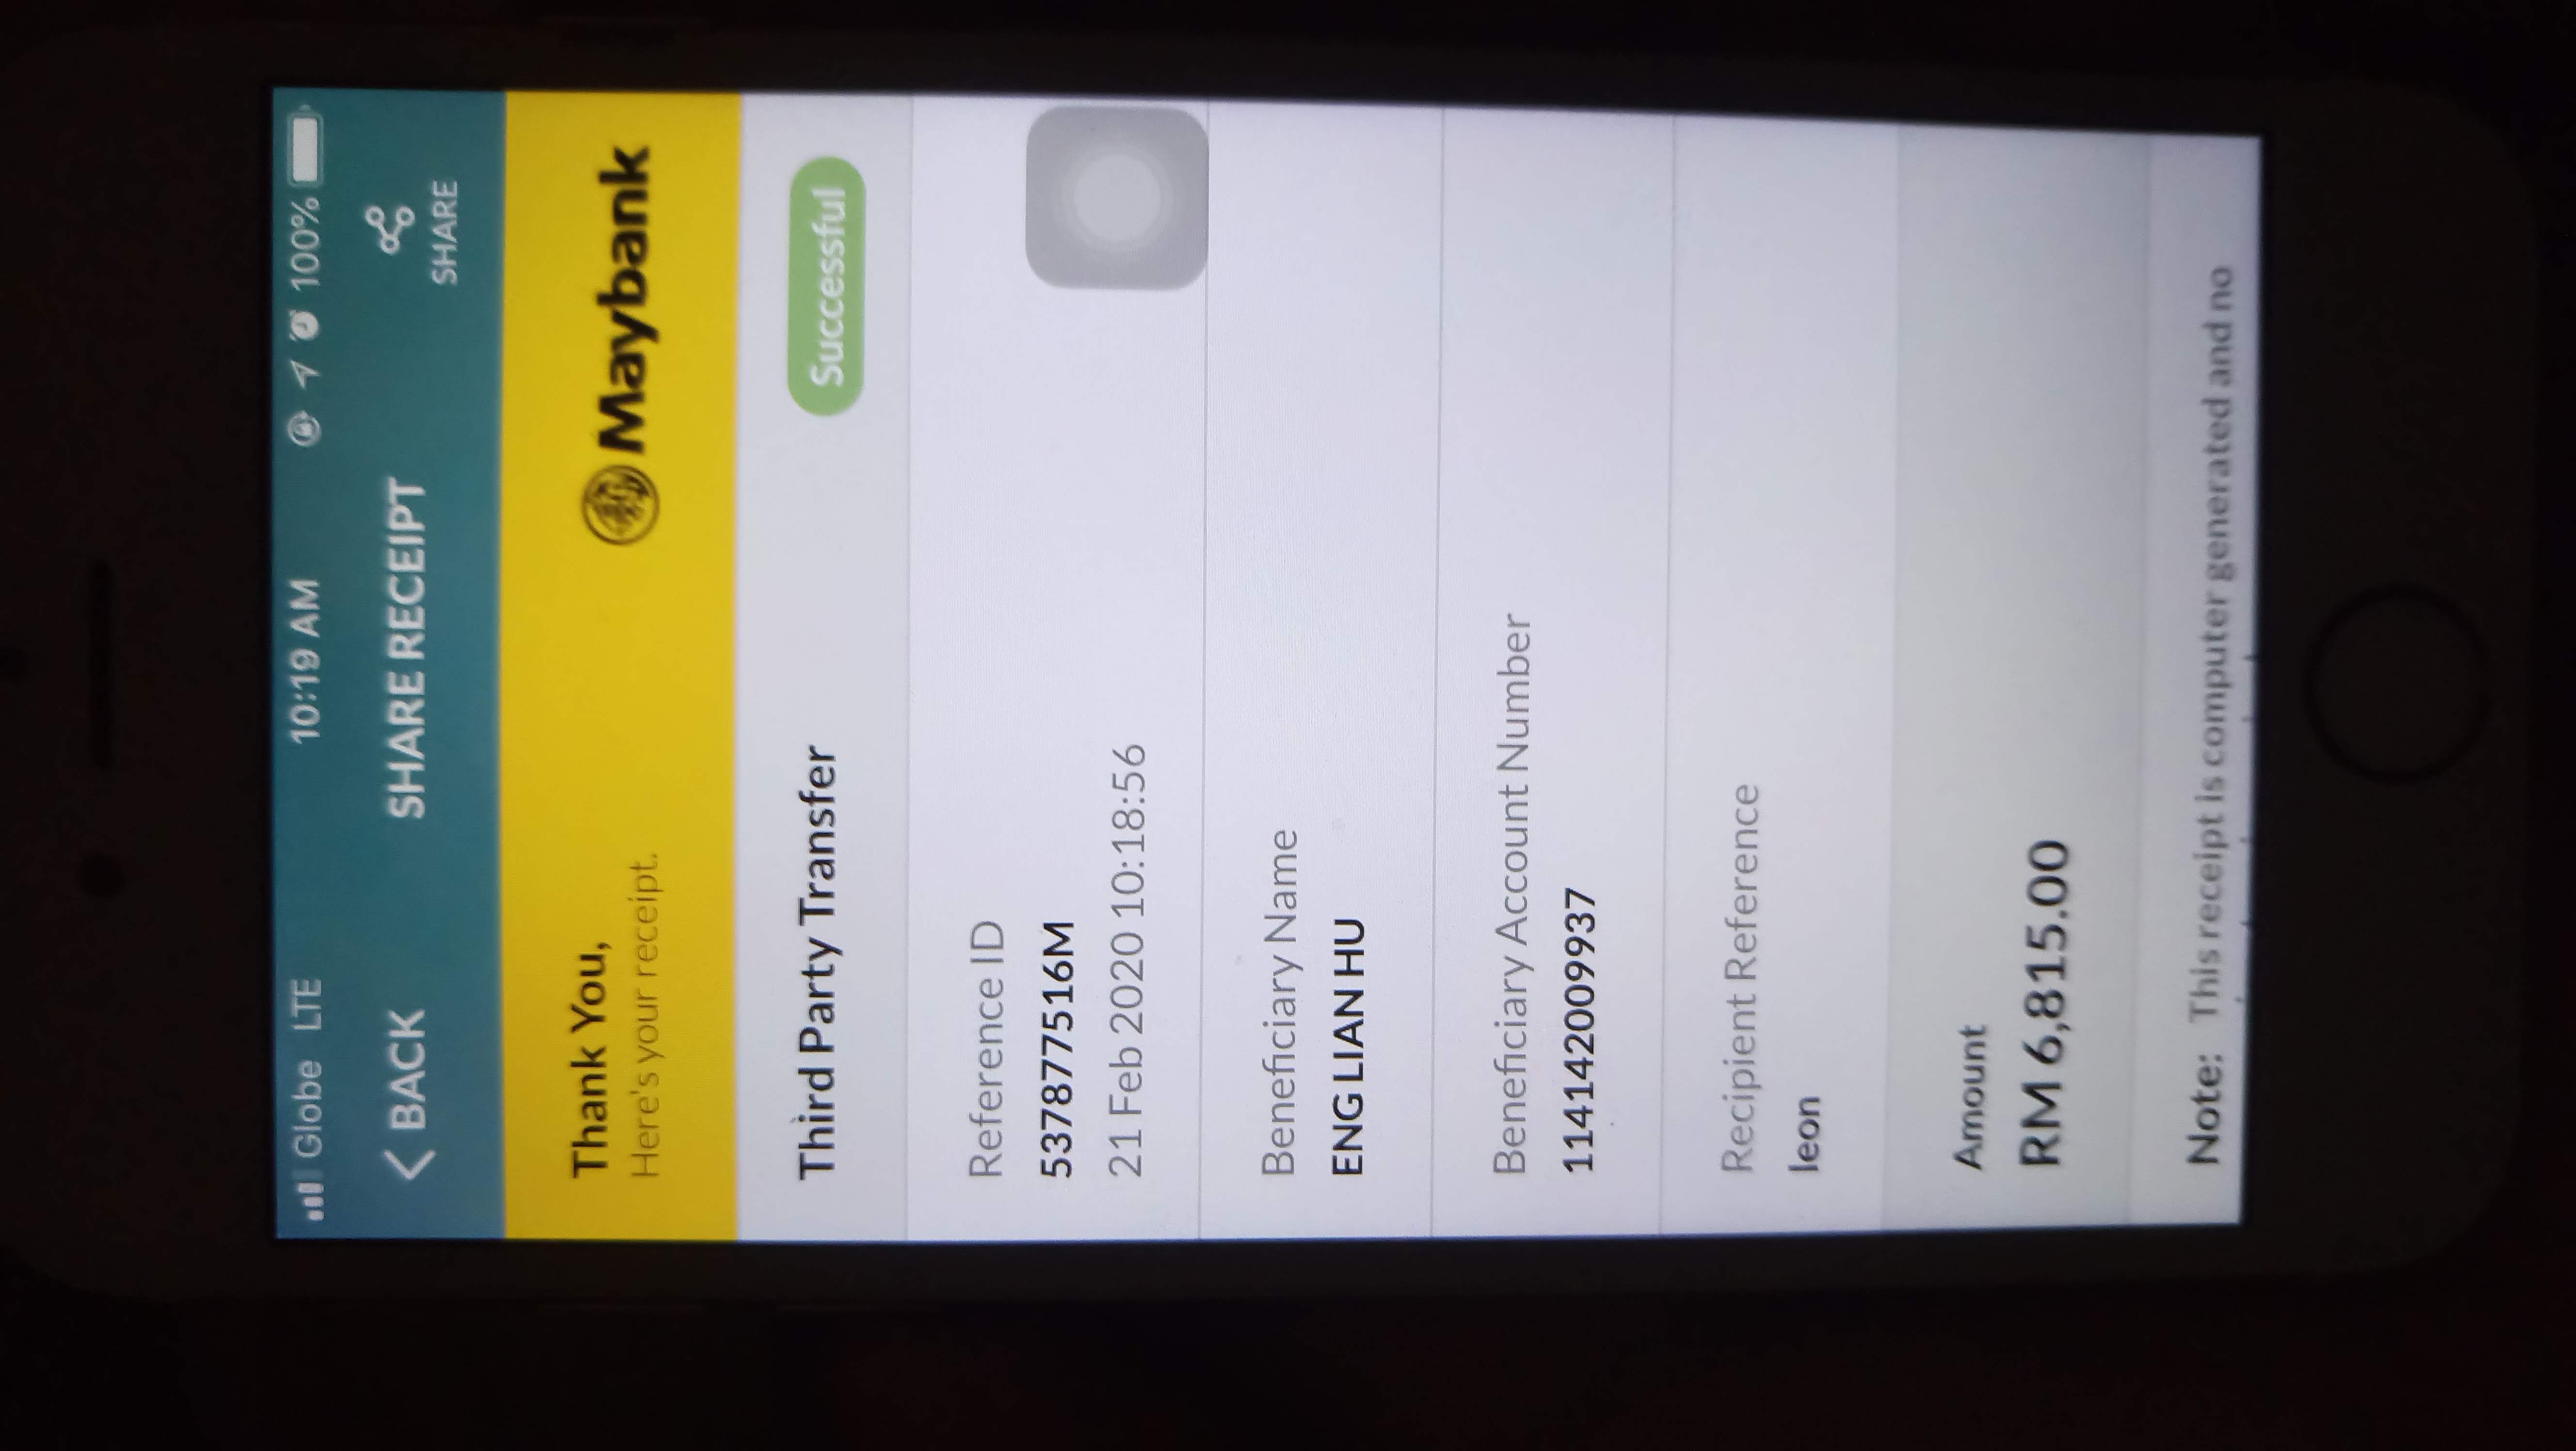 Globe LTE 10:19 AM 100%
BACK SHARE RECEIPT
SHARE
Thank You,
Here's your receipt.
Maybank
Third Party Transfer
Successful
Reference ID
537877516M
21 Feb 2020 10:18:56
Beneficiary Name
ENG LIAN HU
Beneficiary Account Number
114142009937
Recipient Reference
leon
Amount
RM 6,815.00
Note: This receipt is computer generated and no